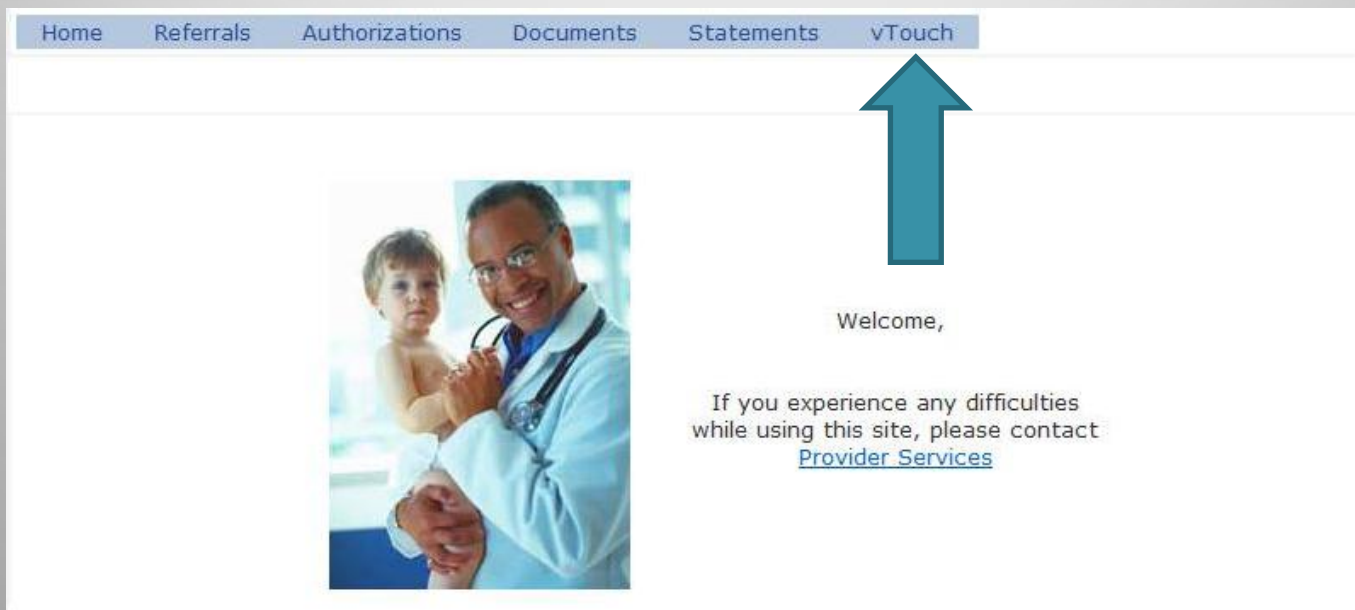 Home Referrals Authorizations Documents Statements vTouch
Welcome,
If you experience any difficulties
while using this site, please contact
Provider Services